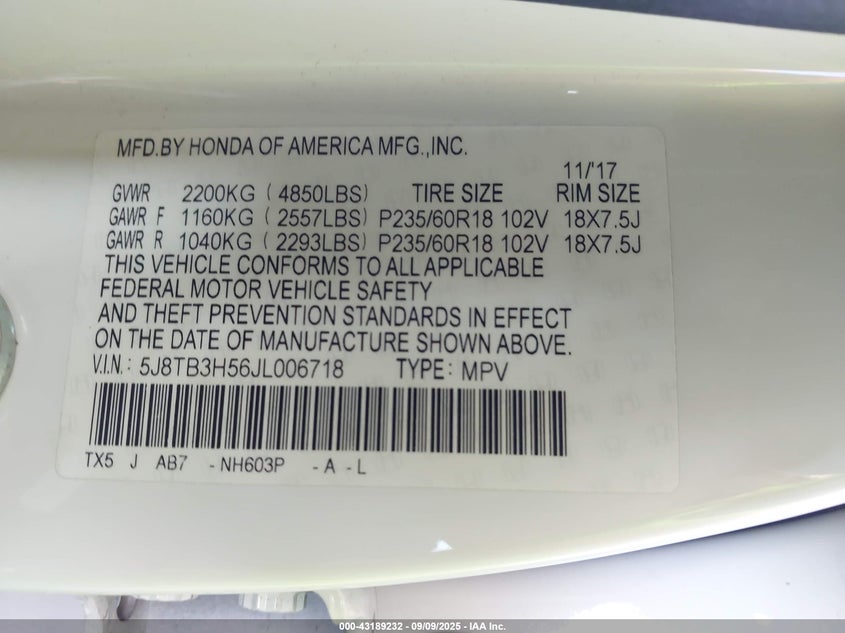 MFD.BY HONDA OF AMERICA MFG.,INC.
11/'17
GVWR 2200KG ( 4850LBS) TIRE SIZE RIM SIZE
GAWR F 1160KG ( 2557LBS) P235/60R18 102V 18X7.5J
GAWR R 1040KG ( 2293LBS) P235/60R18 102V 18X7.5J
THIS VEHICLE CONFORMS TO ALL APPLICABLE
FEDERAL MOTOR VEHICLE SAFETY
AND THEFT PREVENTION STANDARDS IN EFFECT
ON THE DATE OF MANUFACTURE SHOWN ABOVE.
V.I.N.: 5J8TB3H56JL006718 TYPE: MPV
TX5 J AB7 -NH603P -A -L
000-43189232 - 09/09/2025 - IAA Inc.